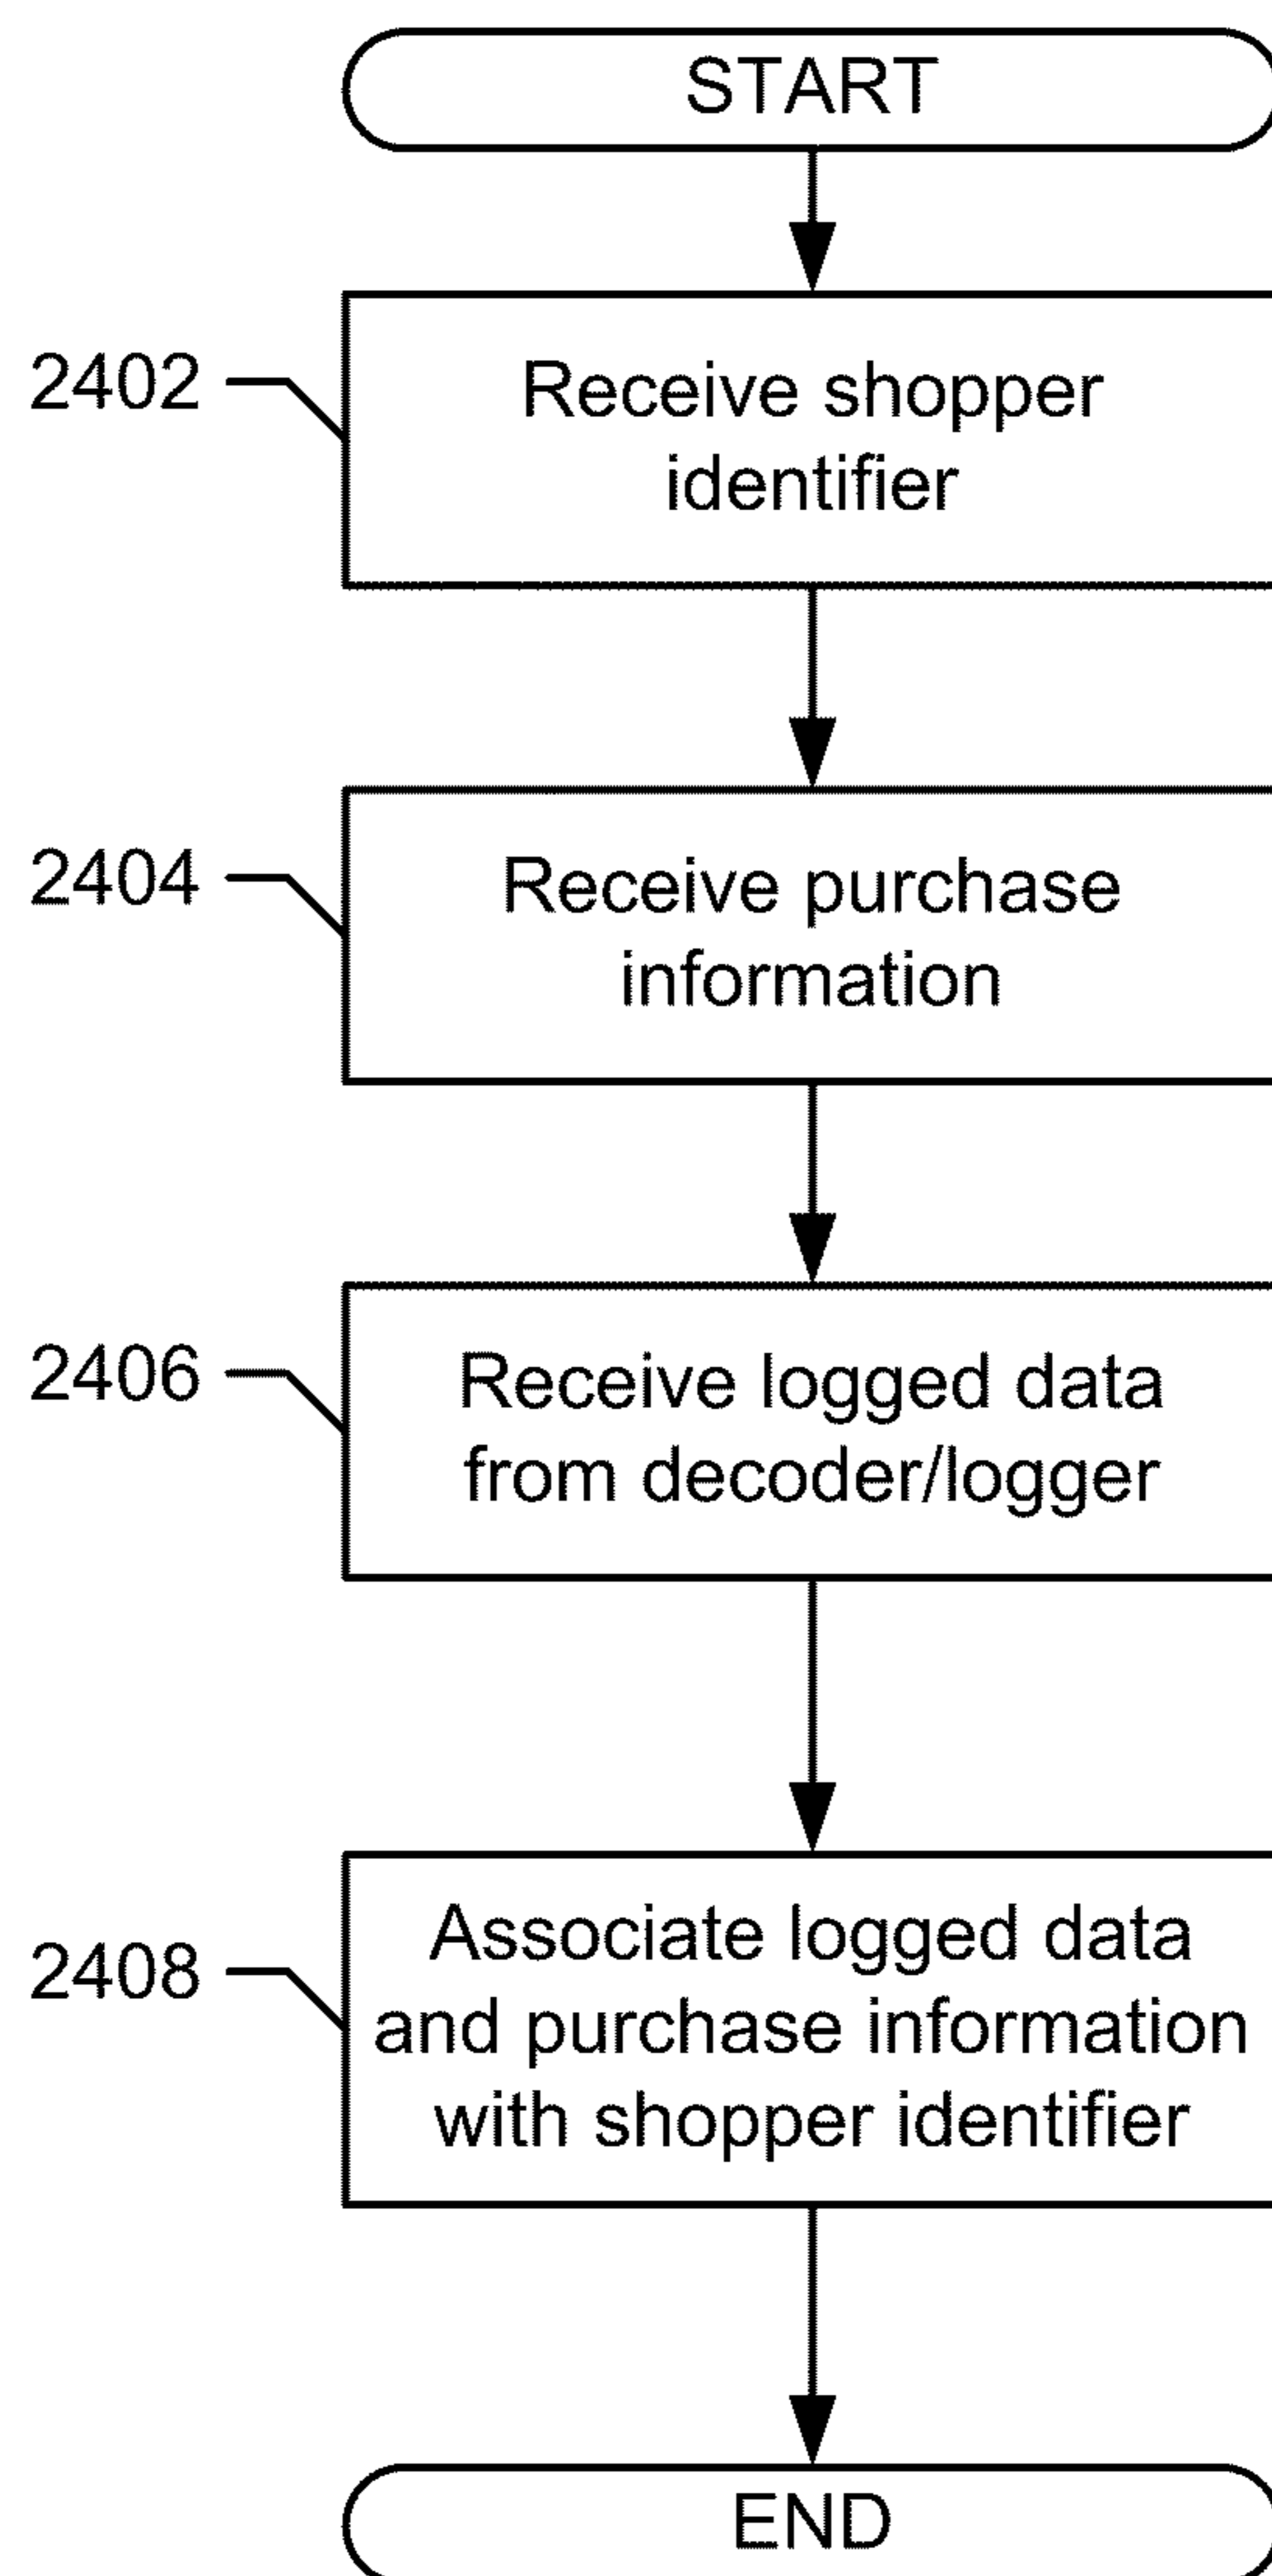 START
2402
Receive shopper
identifier
2404
Receive purchase
information
2406
Receive logged data
from decoder/logger
2408
Associate logged data
and purchase information
with shopper identifier
END